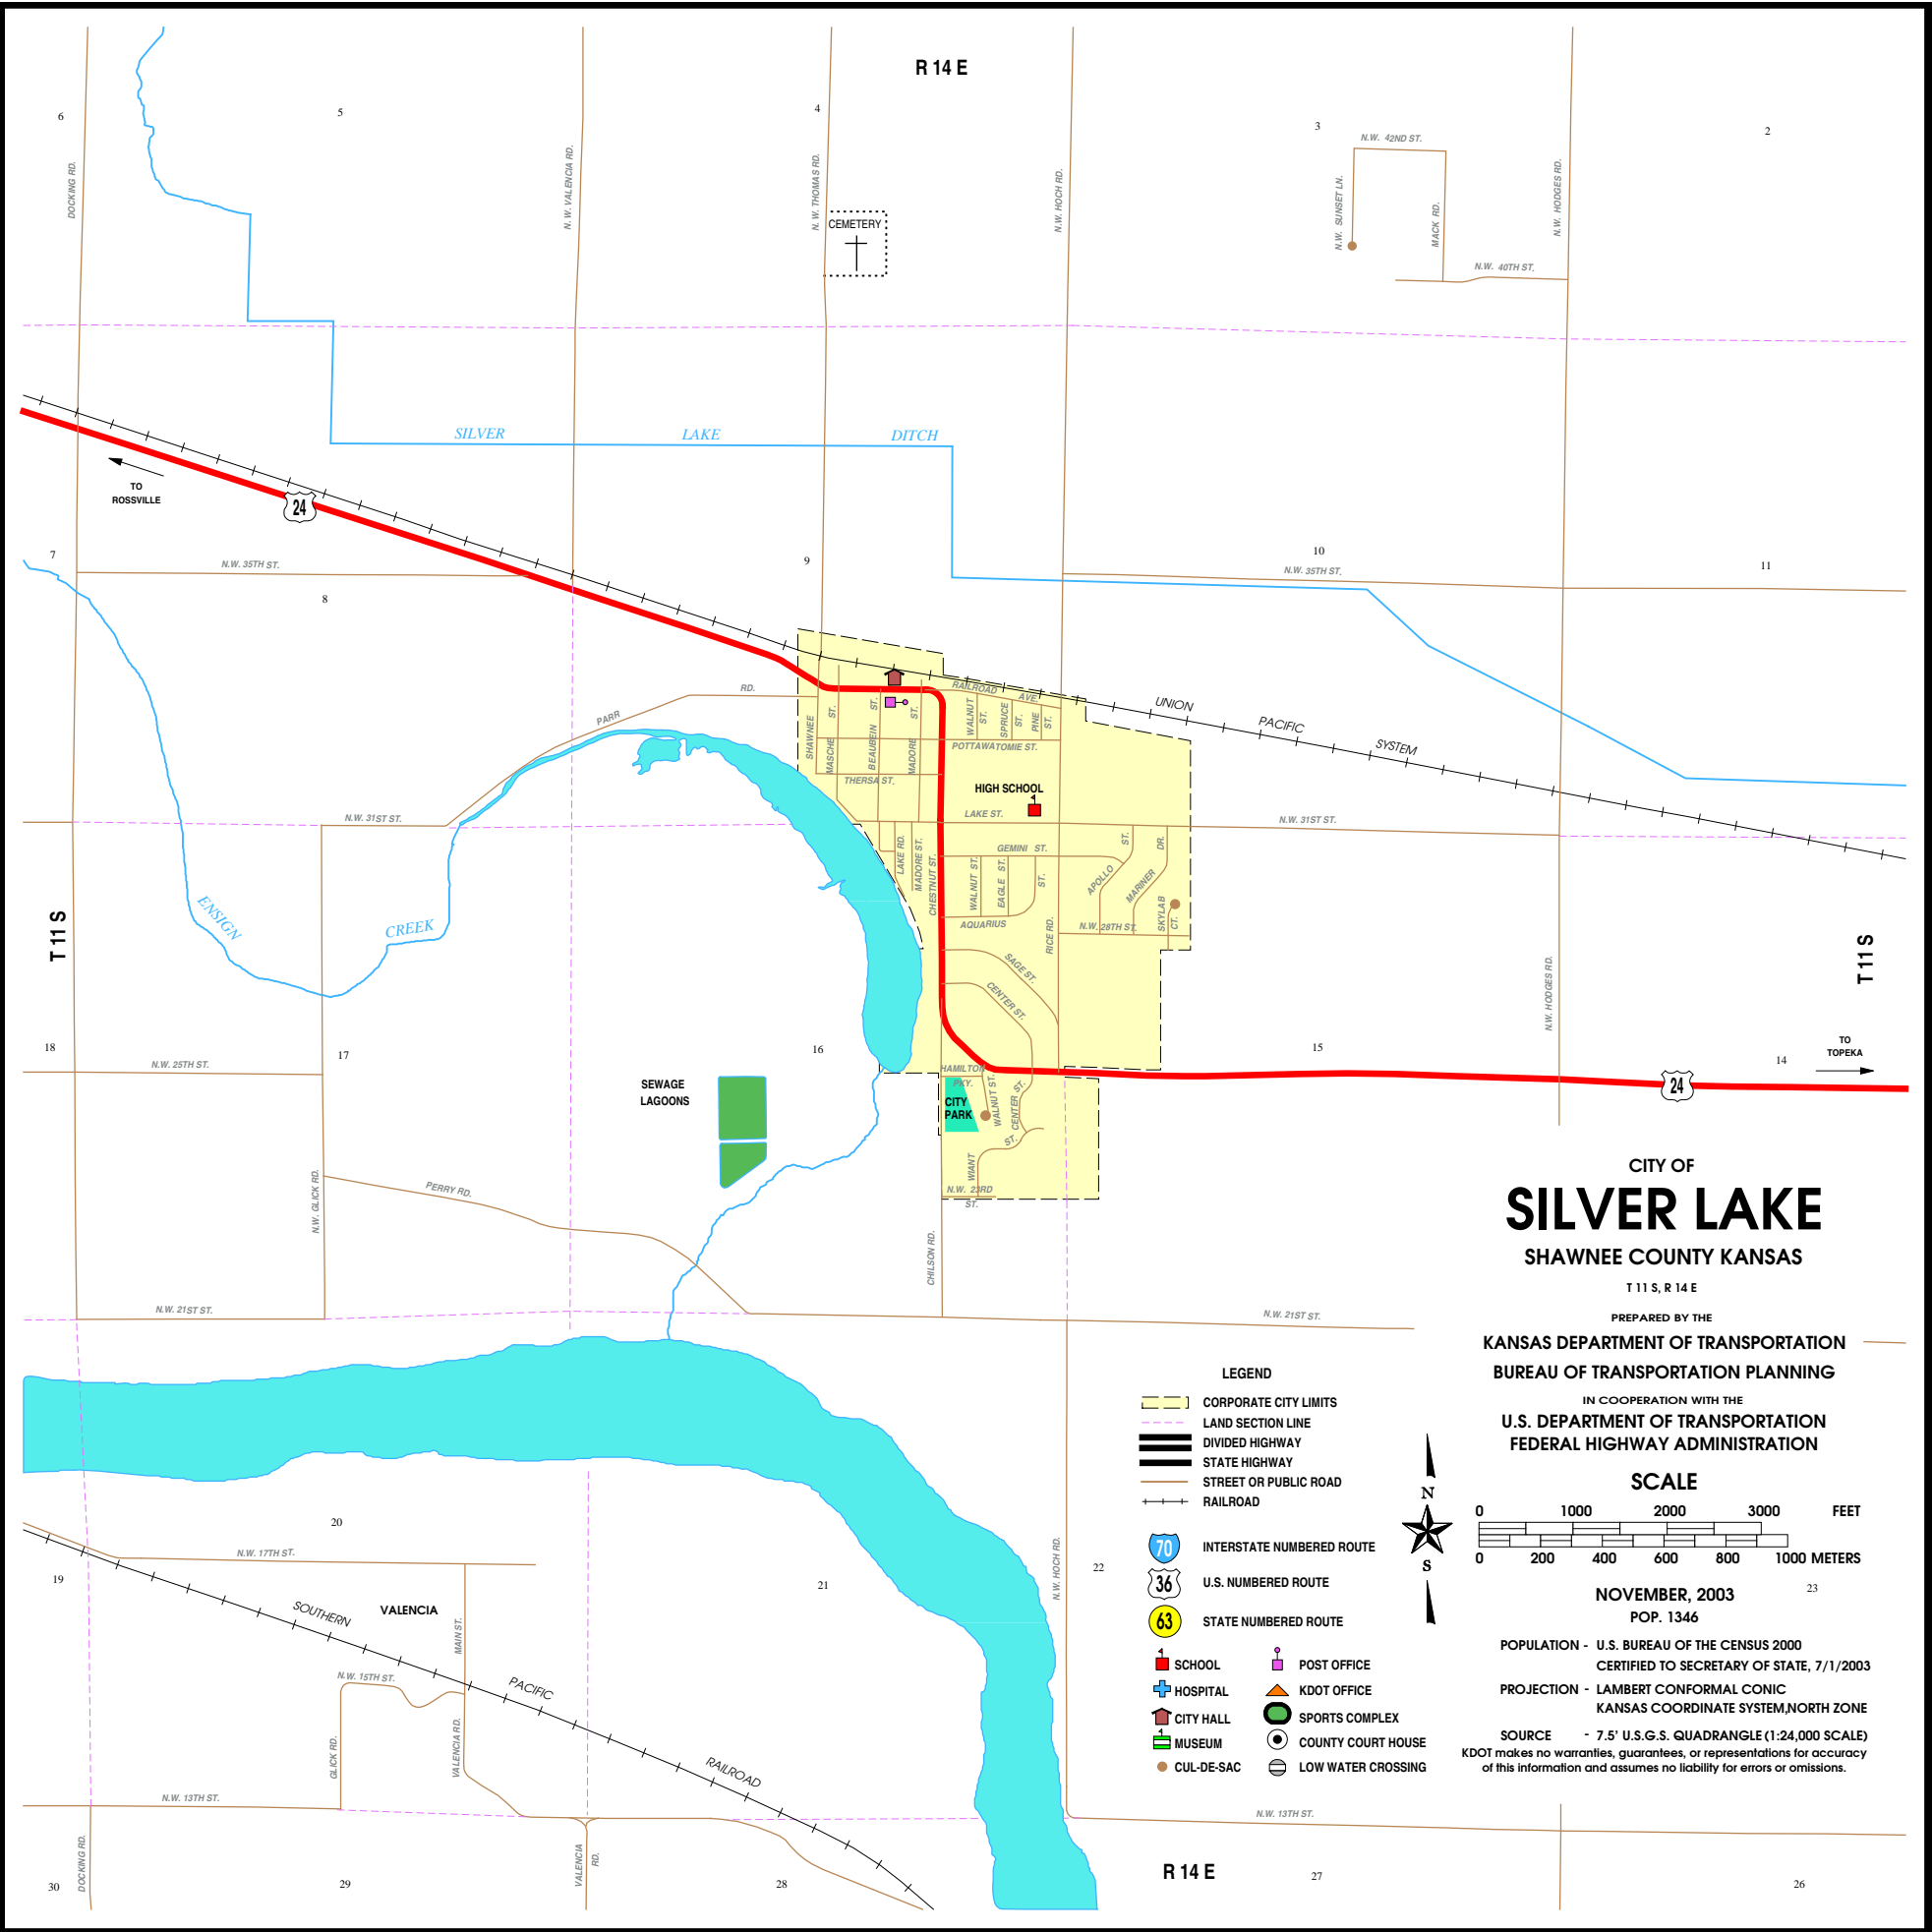 R 14 E
6
5
4
3
2
N.W. 42ND ST.
DOCKING RD.
N. W. VALENCIA RD.
N. W. THOMAS RD.
N.W. HOCH RD.
N.W. SUNSET LN.
MACK RD.
N.W. HODGES RD.
CEMETERY
N.W. 40TH ST.
SILVER LAKE DITCH
TO
ROSSVILLE
24
7
N.W. 35TH ST.
8
9
10
N.W. 35TH ST.
11
RD.
PARR
SHAWNEE
ST.
MASCHE
ST.
BEAUBEIN
ST.
MADORE
RAILROAD
AVE.
WALNUT
ST.
SPRUCE
ST.
PINE
ST.
UNION
PACIFIC
SYSTEM
POTTAWATOMIE ST.
THERSA ST.
HIGH SCHOOL
LAKE ST.
N.W. 31ST ST.
N.W. 31ST ST.
LAKE RD.
MADORE ST.
CHESTNUT ST.
GEMINI ST.
WALNUT ST.
EAGLE ST.
ST.
APOLLO
ST.
MARINER
DR.
SKYLAB
CT.
AQUARIUS
RICE RD.
N.W. 28TH ST.
ENSIGN
CREEK
T 11 S
T 11 S
SAGE ST.
CENTER ST.
N.W. HODGES RD.
18
17
16
15
14
TO
TOPEKA
24
N.W. 25TH ST.
SEWAGE
LAGOONS
HAMILTON
PKY.
CITY
PARK
WALNUT ST.
CENTER ST.
ST.
WIANT
N.W. 23RD
ST.
N.W. GLICK RD.
PERRY RD.
CHILSON RD.
N.W. 21ST ST.
N.W. 21ST ST.
CITY OF
SILVER LAKE
SHAWNEE COUNTY KANSAS
T 11 S, R 14 E
PREPARED BY THE
KANSAS DEPARTMENT OF TRANSPORTATION
BUREAU OF TRANSPORTATION PLANNING
IN COOPERATION WITH THE
U.S. DEPARTMENT OF TRANSPORTATION
FEDERAL HIGHWAY ADMINISTRATION
SCALE
0 1000 2000 3000 FEET
0 200 400 600 800 1000 METERS
NOVEMBER, 2003
POP. 1346
POPULATION - U.S. BUREAU OF THE CENSUS 2000
CERTIFIED TO SECRETARY OF STATE, 7/1/2003
PROJECTION - LAMBERT CONFORMAL CONIC
KANSAS COORDINATE SYSTEM,NORTH ZONE
SOURCE - 7.5' U.S.G.S. QUADRANGLE (1:24,000 SCALE)
KDOT makes no warranties, guarantees, or representations for accuracy
of this information and assumes no liability for errors or omissions.
LEGEND
CORPORATE CITY LIMITS
LAND SECTION LINE
DIVIDED HIGHWAY
STATE HIGHWAY
STREET OR PUBLIC ROAD
RAILROAD
70 INTERSTATE NUMBERED ROUTE
36 U.S. NUMBERED ROUTE
63 STATE NUMBERED ROUTE
SCHOOL
POST OFFICE
HOSPITAL
KDOT OFFICE
CITY HALL
SPORTS COMPLEX
MUSEUM
COUNTY COURT HOUSE
CUL-DE-SAC
LOW WATER CROSSING
N
S
20
N.W. 17TH ST.
19
SOUTHERN
VALENCIA
MAIN ST.
21
N.W. HOCH RD.
22
23
N.W. 15TH ST.
PACIFIC
GLICK RD.
VALENCIA RD.
RAILROAD
N.W. 13TH ST.
N.W. 13TH ST.
DOCKING RD.
VALENCIA
RD.
R 14 E
30
29
28
27
26